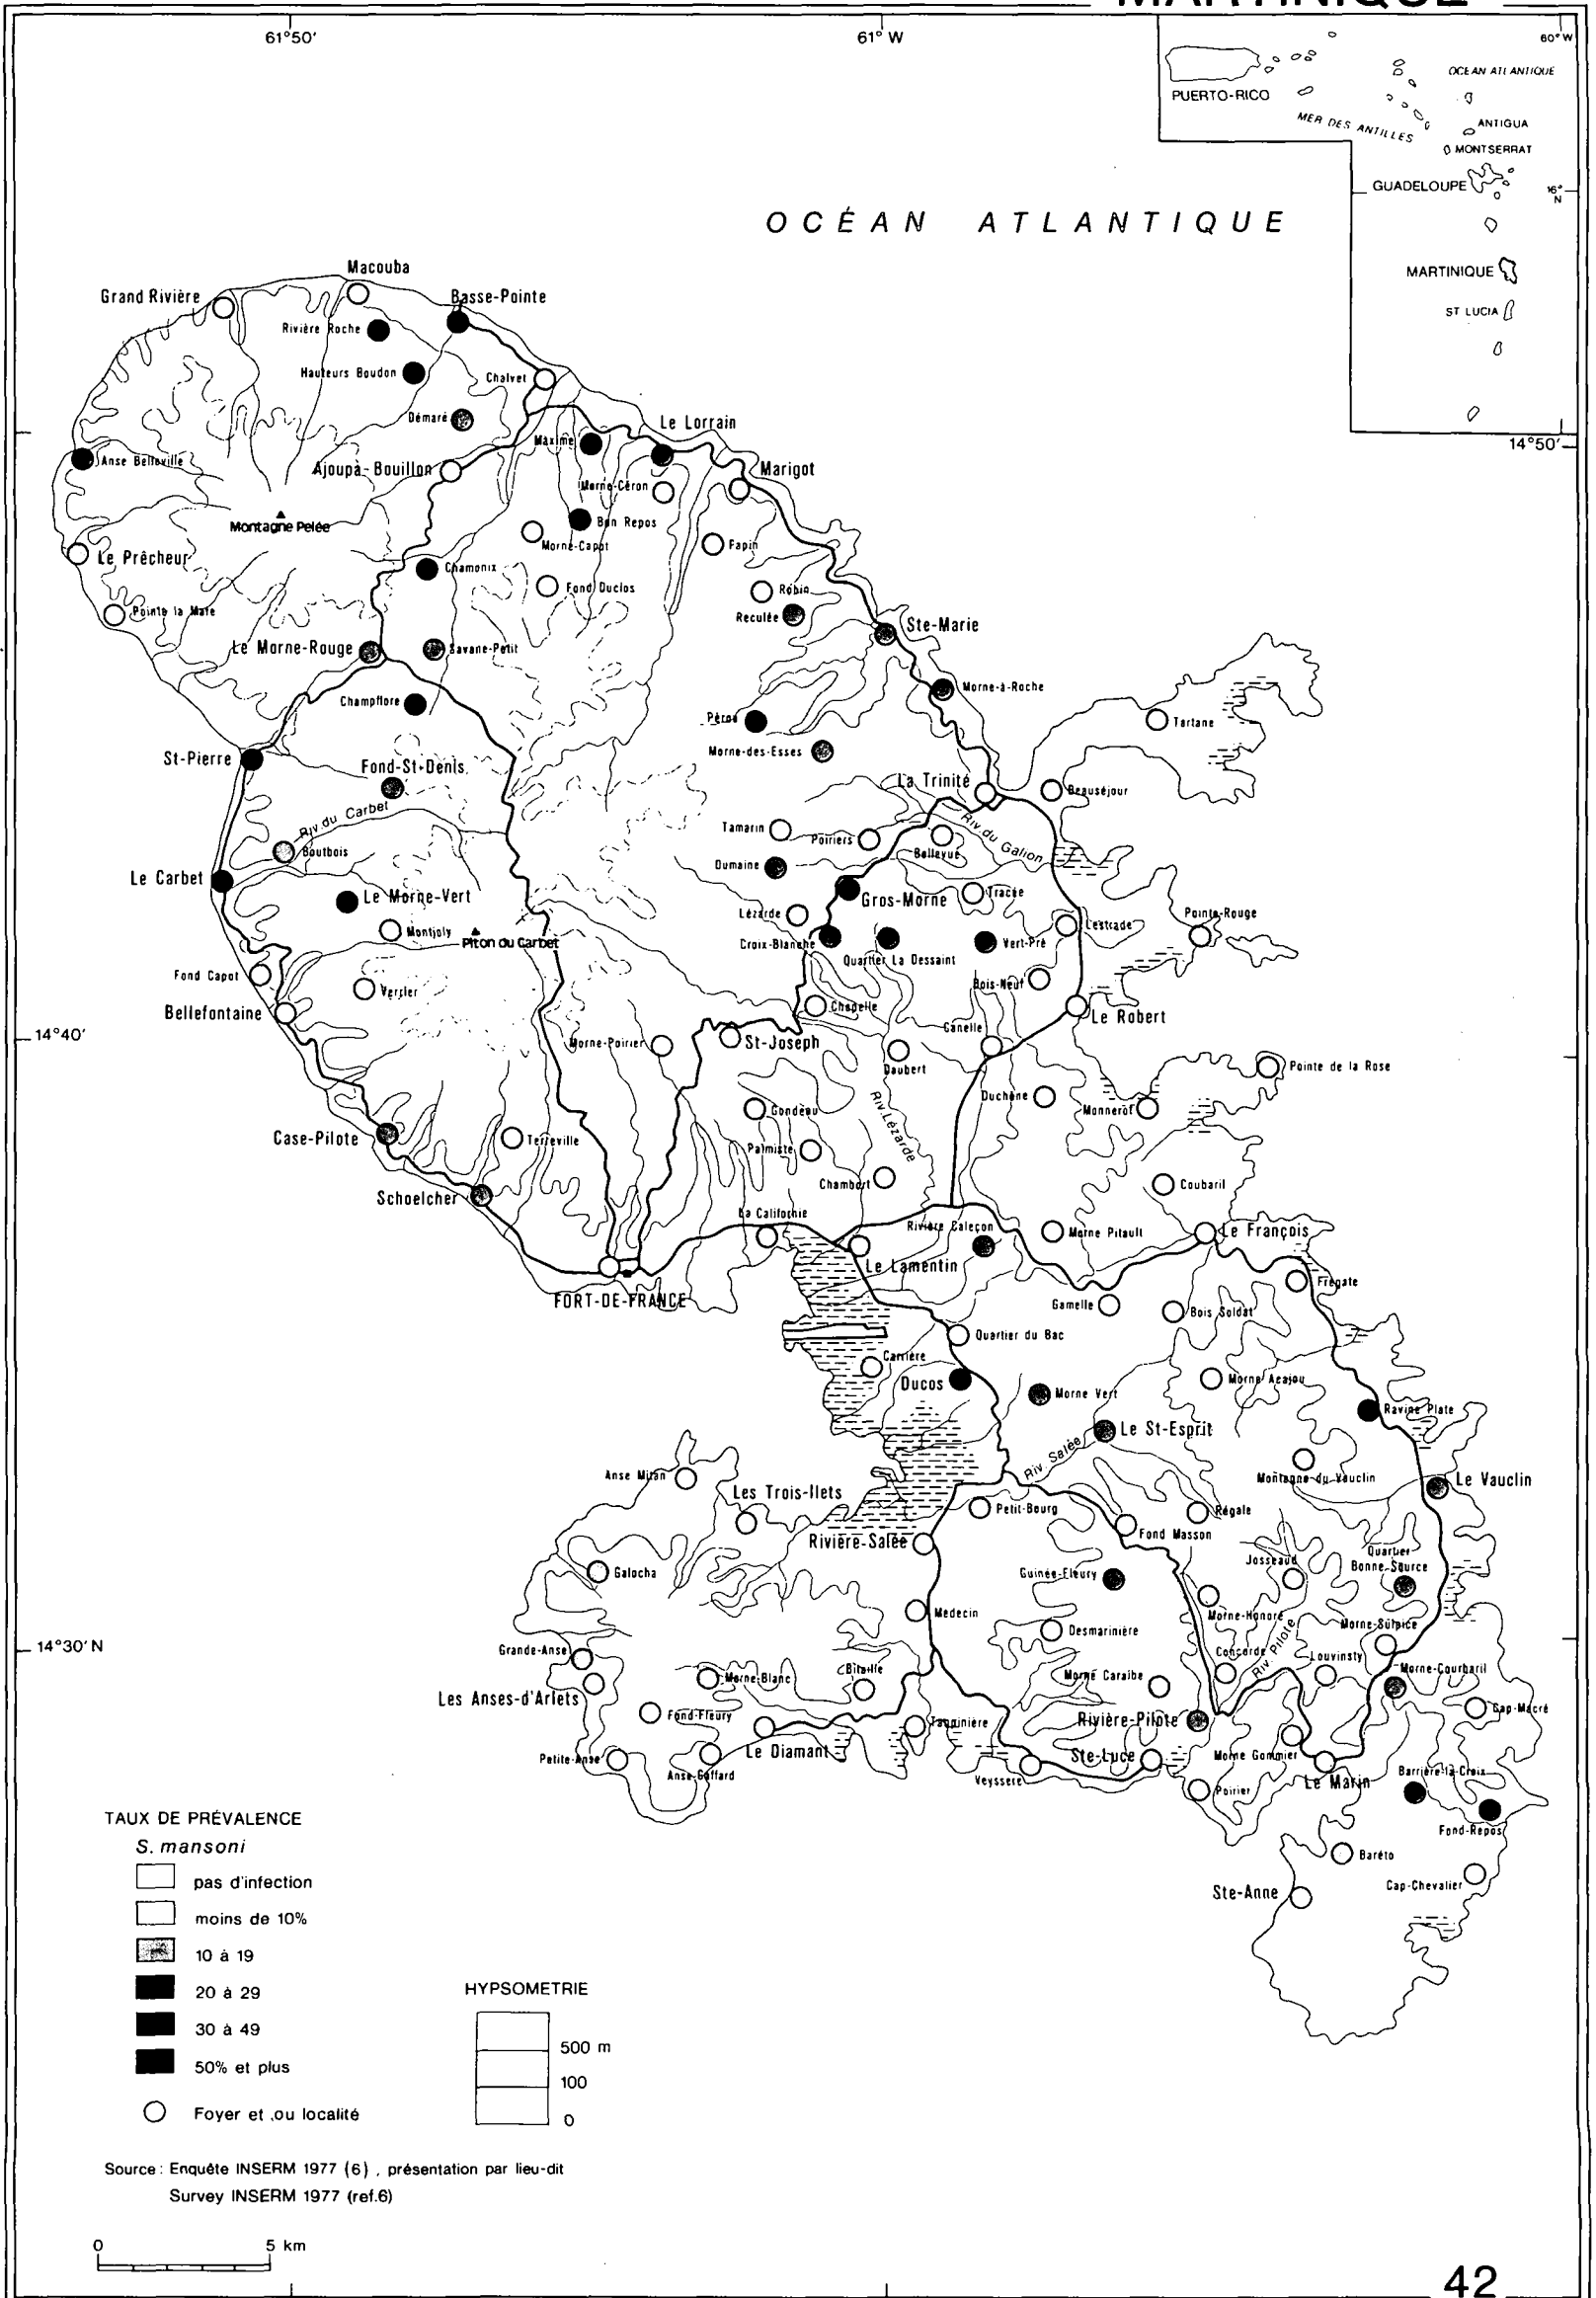 MARTINIQUE
61°50'
61°W
60°W
OCEAN ATLANTIQUE
PUERTO-RICO
MER DES ANTILLES
ANTIGUA
MONTSERRAT
GUADELOUPE
16°
N
MARTINIQUE
ST LUCIA
14°50'
OCÉAN ATLANTIQUE
Macouba
Grand Rivière
Basse-Pointe
Rivière Roche
Hauteurs Boudon
Chalvet
Démaré
Le Lorrain
Maxime
Anse Belleville
Ajoupa-Bouillon
Marigot
Morne-Céron
Montagne Pelée
Bon Repos
Morne-Capot
Fapin
Le Prêcheur
Chamonix
Fond Duclos
Robin
Pointe la Mare
Reculée
Ste-Marie
Le Morne-Rouge
Savane-Petit
Morne-à-Roche
Champflore
Pérou
Tartane
Morne-des-Esses
St-Pierre
Fond-St-Denis
La Trinité
Beauséjour
Riv. du Carbet
Tamarin
Poiriers
Riv. du Galion
Boutbois
Bellevue
Dumaine
Le Carbet
Le Morne-Vert
Gros-Morne
Tracée
Lézarde
Lestrade
Pointe-Rouge
Montjoly
Piton du Carbet
Croix-Blanche
Vert-Pré
Quartier La Dessaint
Fond Capot
Verrier
Bois-Neuf
Bellefontaine
Chapelle
Le Robert
14°40'
Morne-Poirier
St-Joseph
Canelle
Daubert
Pointe de la Rose
Duchène
Gondeau
Monnerot
Riv. Lézarde
Case-Pilote
Terreville
Palmiste
Chambort
Coubaril
Schoelcher
La Californie
Rivière Caleçon
Morne Pitault
Le François
Le Lamentin
Frégate
FORT-DE-FRANCE
Gamelle
Bois Soldat
Quartier du Bac
Carrière
Ducos
Morne Vert
Morne Acajou
Ravine Plate
Le St-Esprit
Riv. Salée
Anse Mitan
Montagne du Vauclin
Le Vauclin
Les Trois-Ilets
Petit-Bourg
Régale
Fond Masson
Rivière-Salée
Quartier
Bonne-Source
Josseaud
Galocha
Guinée-Fleury
Morne-Honoré
Medecin
Desmarinière
Morne-Sulpice
14°30' N
Grande-Anse
Concorde
Riv. Pilote
Louvinsty
Morne-Blanc
Bitaille
Morne Caraïbe
Morne-Courbaril
Les Anses-d'Arlets
Cap-Macré
Fond-Fleury
Taupinière
Rivière-Pilote
Petite-Anse
Le Diamant
Ste-Luce
Morne Gommier
Anse Gaffard
Veyssere
Le Marin
Barrière-la-Croix
Poirier
Fond-Repos
Baréto
Ste-Anne
Cap-Chevalier
TAUX DE PRÉVALENCE
S. mansoni
pas d'infection
moins de 10%
10 à 19
20 à 29
30 à 49
50% et plus
Foyer et ou localité
HYPSOMETRIE
500 m
100
0
Source : Enquête INSERM 1977 (6) , présentation par lieu-dit
Survey INSERM 1977 (ref.6)
0 5 km
42